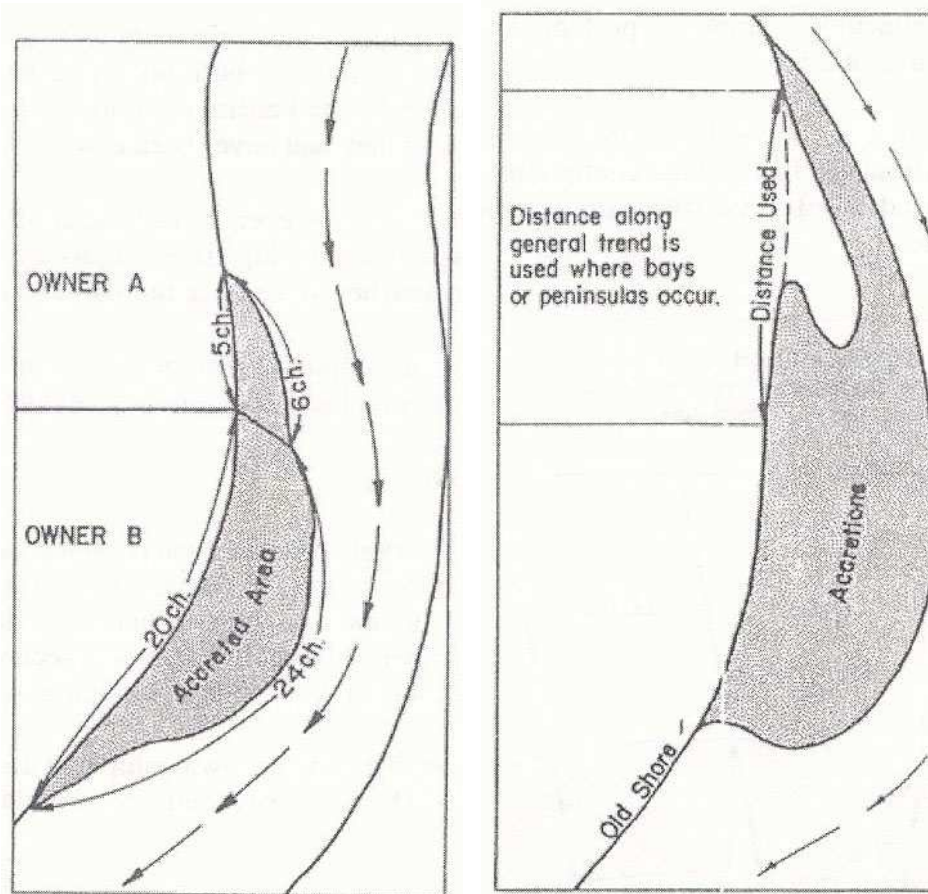 OWNER A
5ch.
6ch.
OWNER B
20ch.
Accreted Area
24ch.
Distance along
general trend is
used where bays
or peninsulas occur.
Distance Used
Accretions
Old Shore